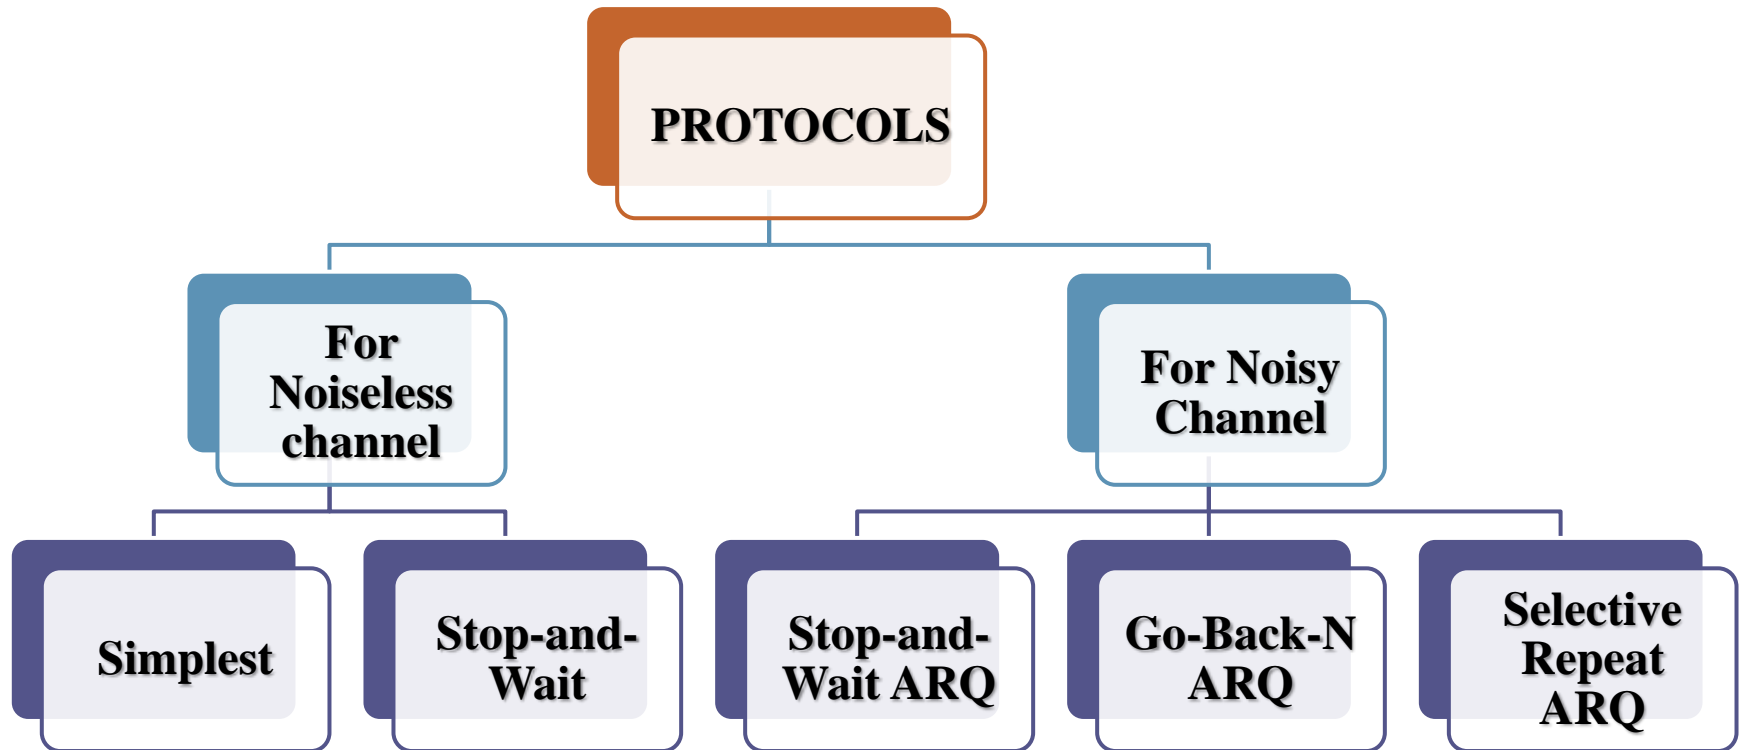 PROTOCOLS
For
Noiseless
channel
For Noisy
Channel
Simplest
Stop-and-
Wait
Stop-and-
Wait ARQ
Go-Back-N
ARQ
Selective
Repeat
ARQ